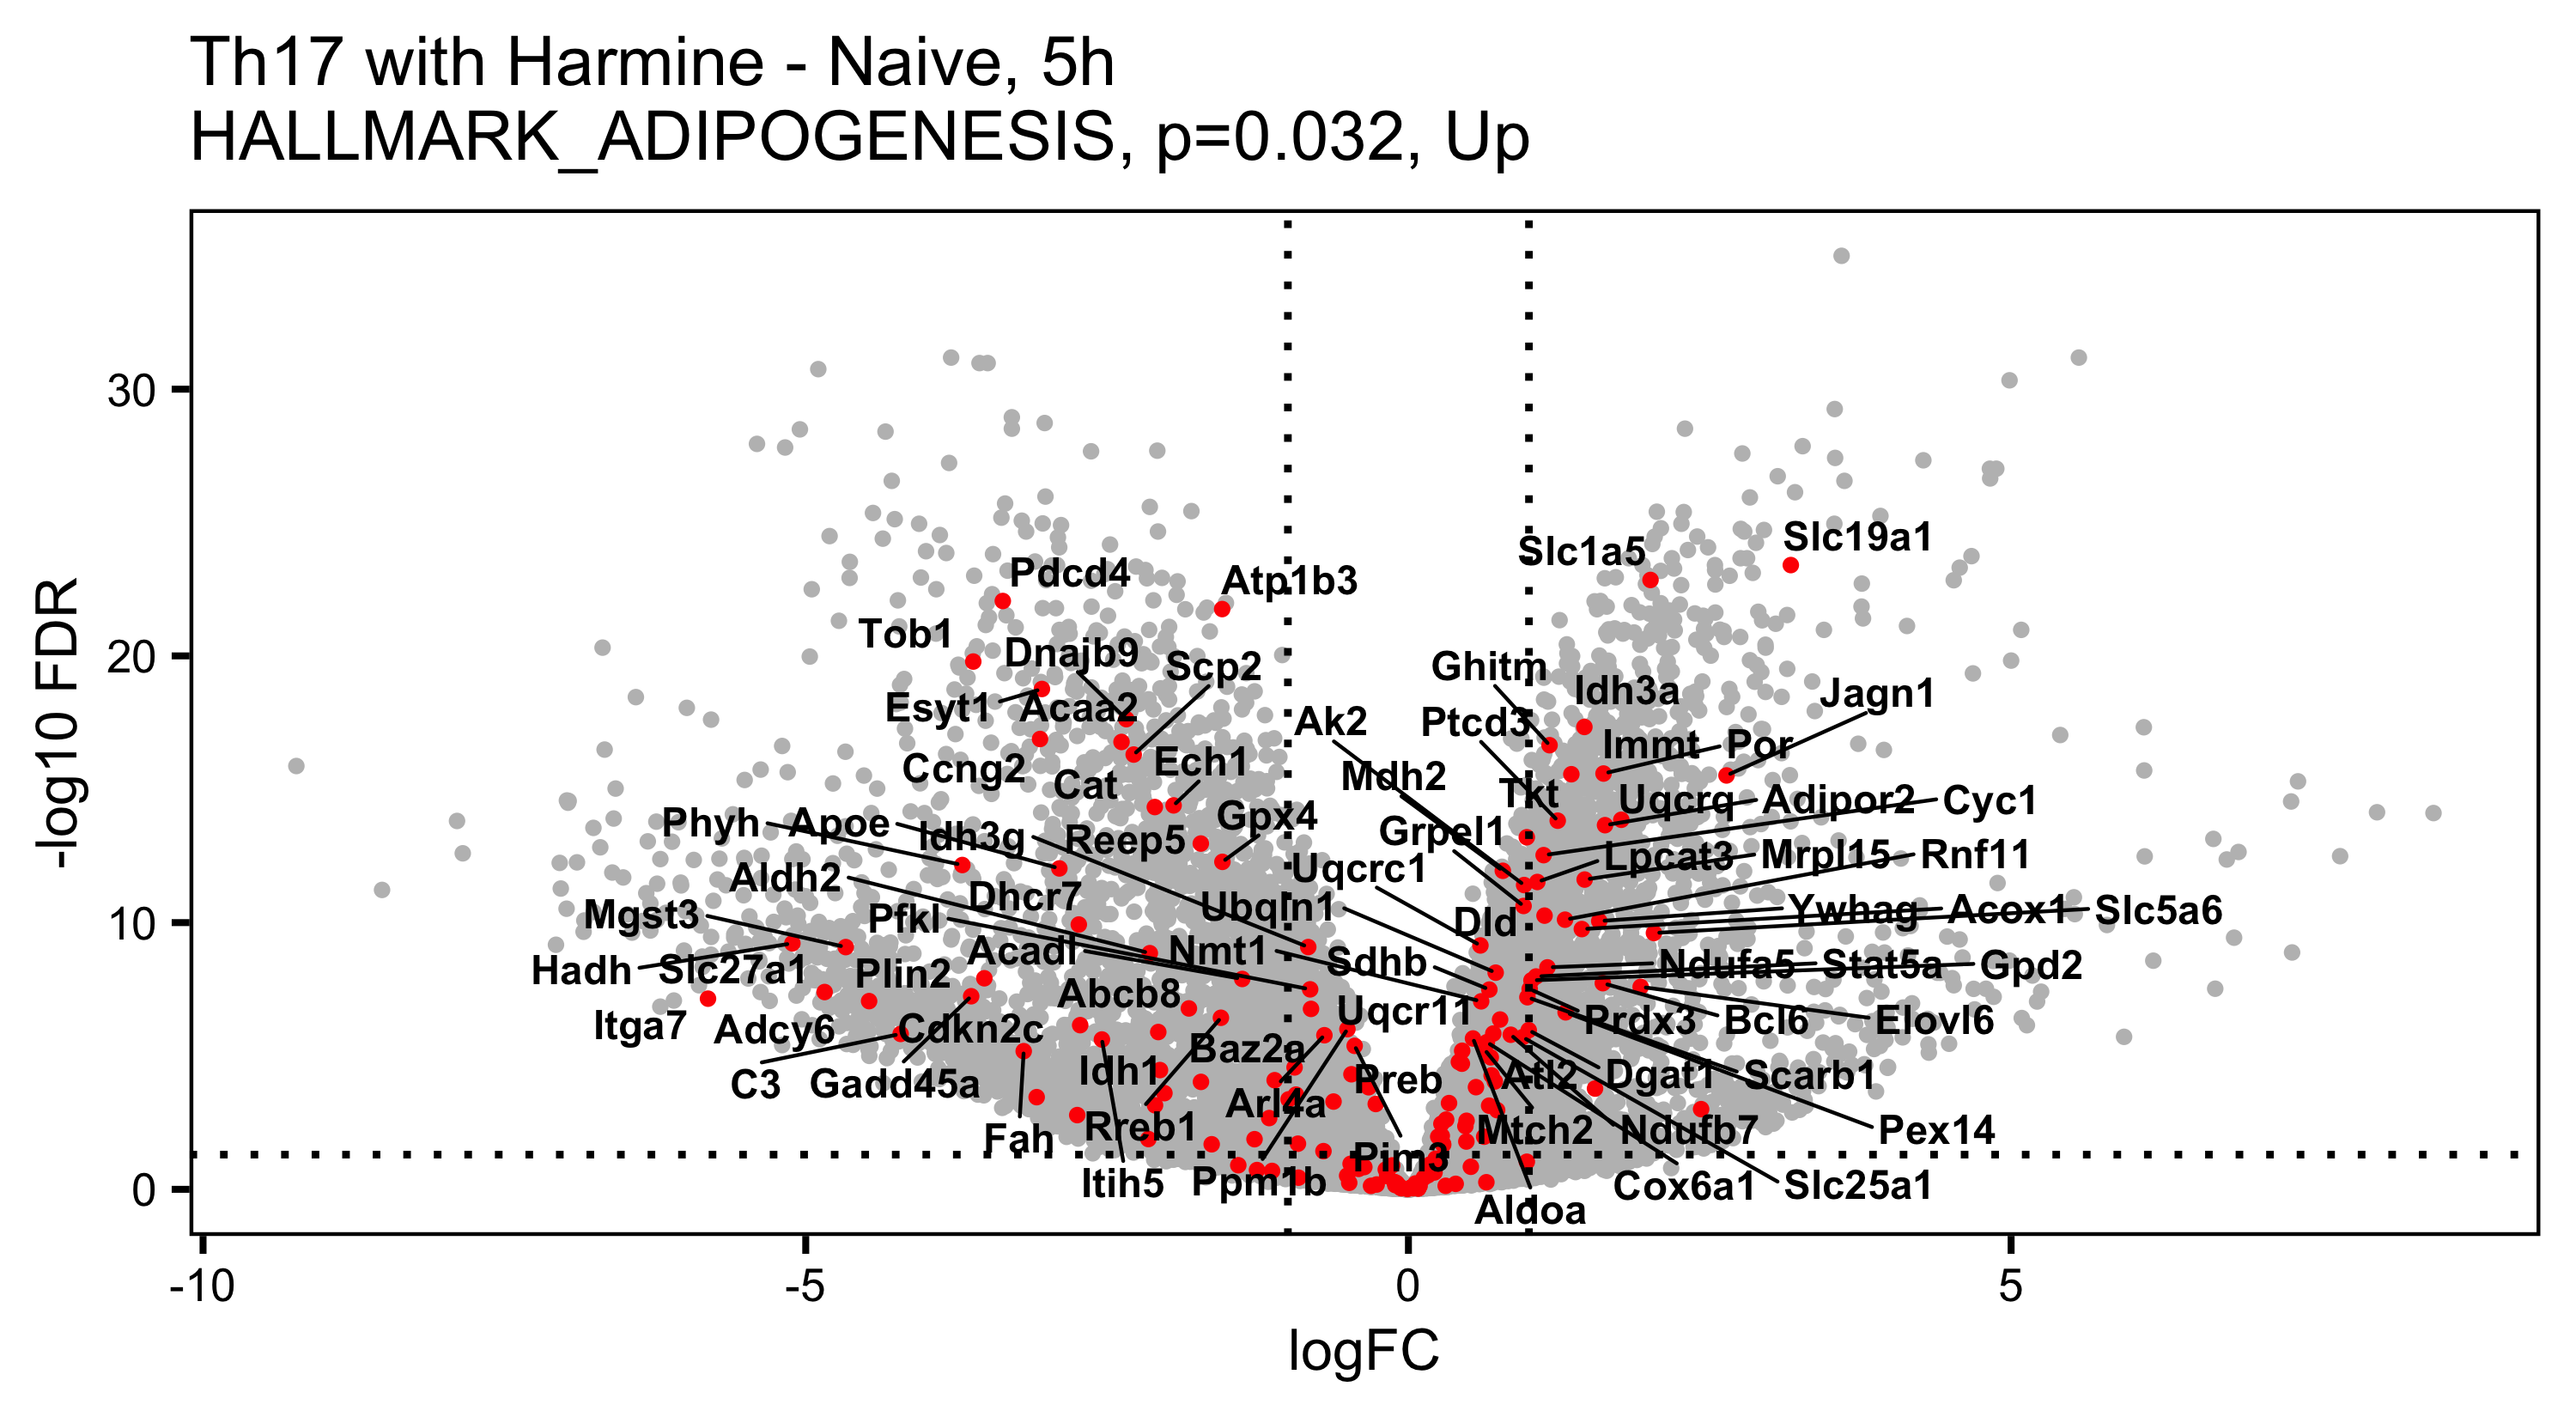 Th17 with Harmine - Naive, 5h
HALLMARK_ADIPOGENESIS, p=0.032, Up
-log10 FDR
30
20
10
0
Slc1a5 Slc19a1
Pdcd4 Atp1b3
Tob1 Dnajb9 Scp2 Ghitm
Esyt1 Acaa2 Ak2 Ptcd3 Idh3a Jagn1
Ccng2 Cat Ech1 Mdh2 Immt Por
Phyh Apoe Idh3g Reep5 Gpx4 Grpel1 Tkt Uqcrq Adipor2 Cyc1
Aldh2 Dhcr7 Uqcrc1 Lpcat3 Mrpl15 Rnf11
Mgst3 Pfkl Ubqln1 Dld Ywhag Acox1 Slc5a6
Hadh Slc27a1 Plin2 Acadl Nmt1 Sdhb Ndufa5 Stat5a Gpd2
Itga7 Adcy6 Cdkn2c Abcb8 Uqcr11 Prdx3 Bcl6 Elovl6
C3 Gadd45a Idh1 Baz2a Preb Atl2 Dgat1 Scarb1
Fah Rreb1 Arl4a Pim3 Mtch2 Ndufb7 Pex14
Itih5 Ppm1b Aldoa Cox6a1 Slc25a1
-10 -5 0 5
logFC